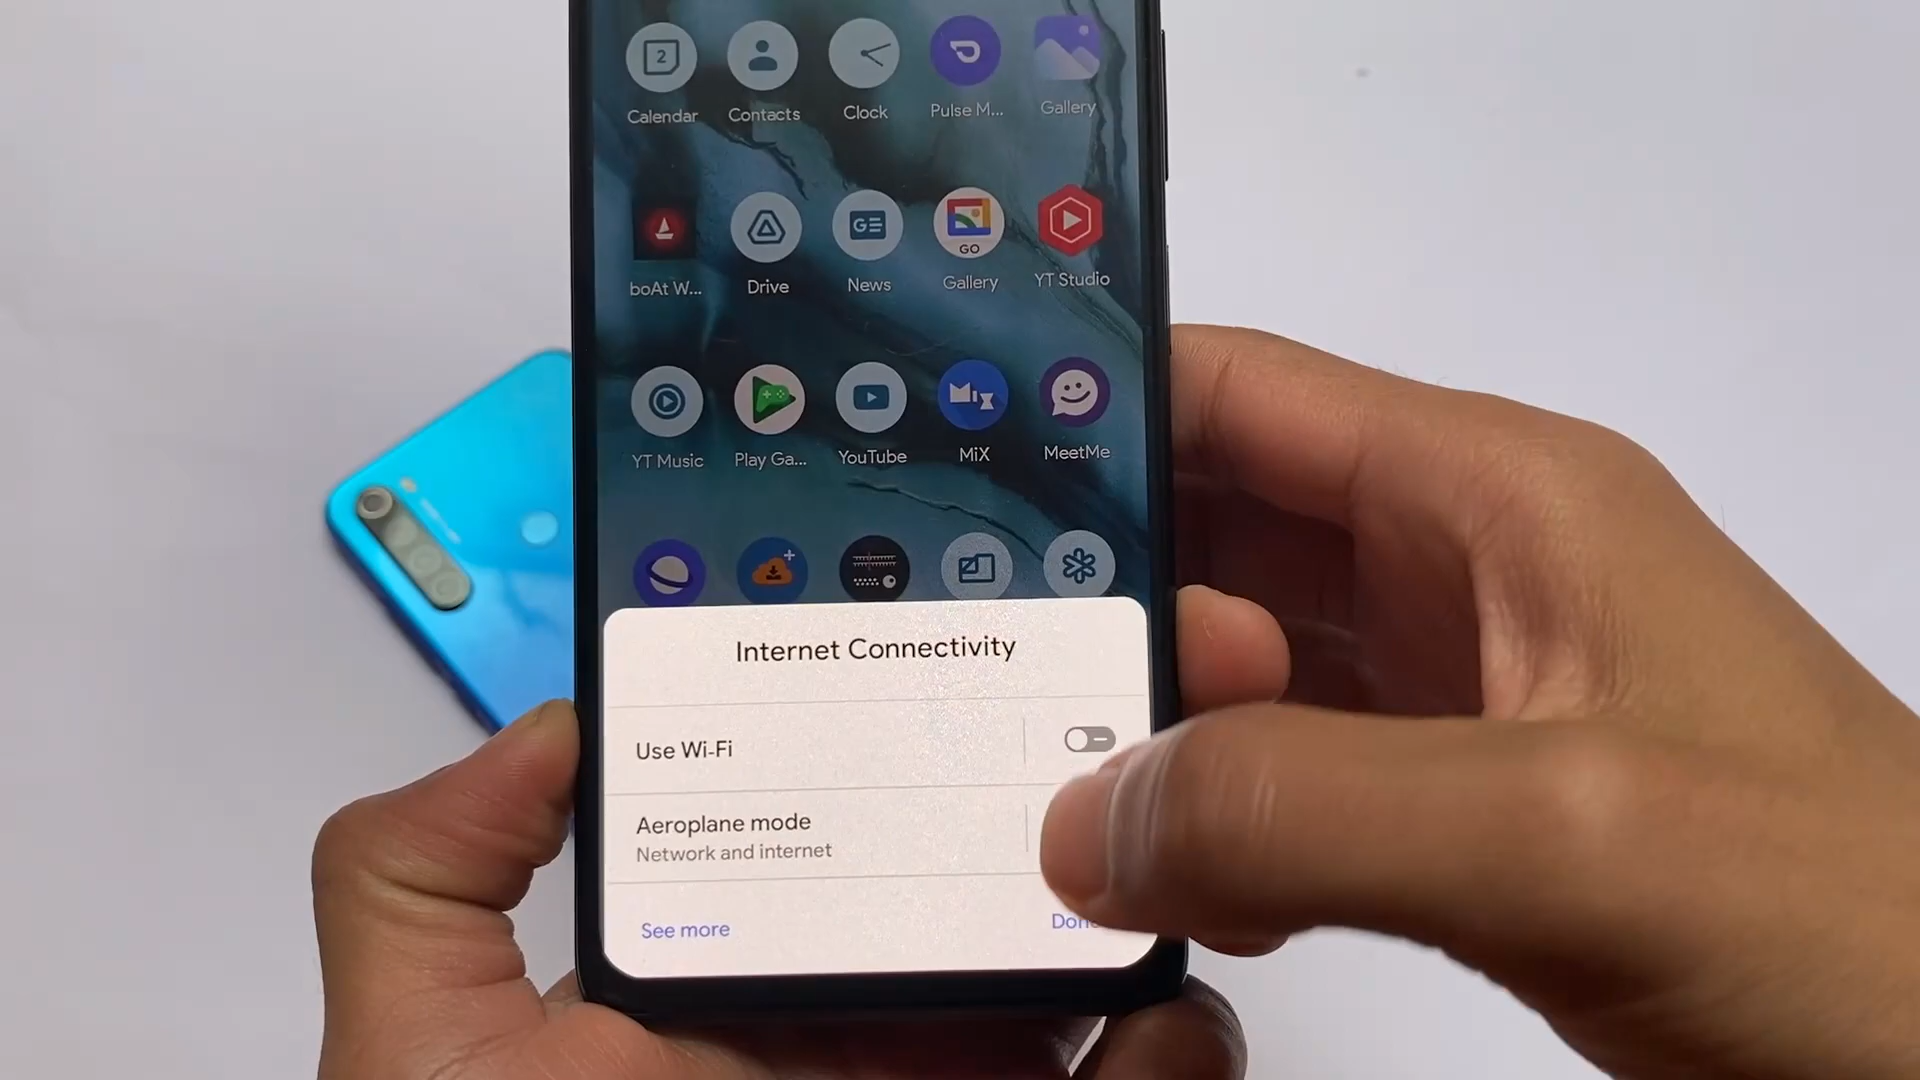 2
Calendar Contacts Clock Pulse M... Gallery
GE
GO
boAt W... Drive News Gallery YT Studio
MiX
YT Music Play Ga... YouTube MiX MeetMe
Internet Connectivity
Use Wi-Fi
Aeroplane mode
Network and internet
See more